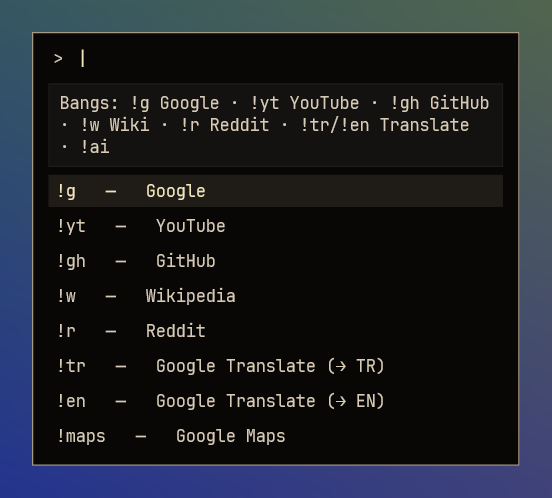 >
Bangs: !g Google · !yt YouTube · !gh GitHub
· !w Wiki · !r Reddit · !tr/!en Translate
· !ai
!g — Google
!yt — YouTube
!gh — GitHub
!w — Wikipedia
!r — Reddit
!tr — Google Translate (→ TR)
!en — Google Translate (→ EN)
!maps — Google Maps